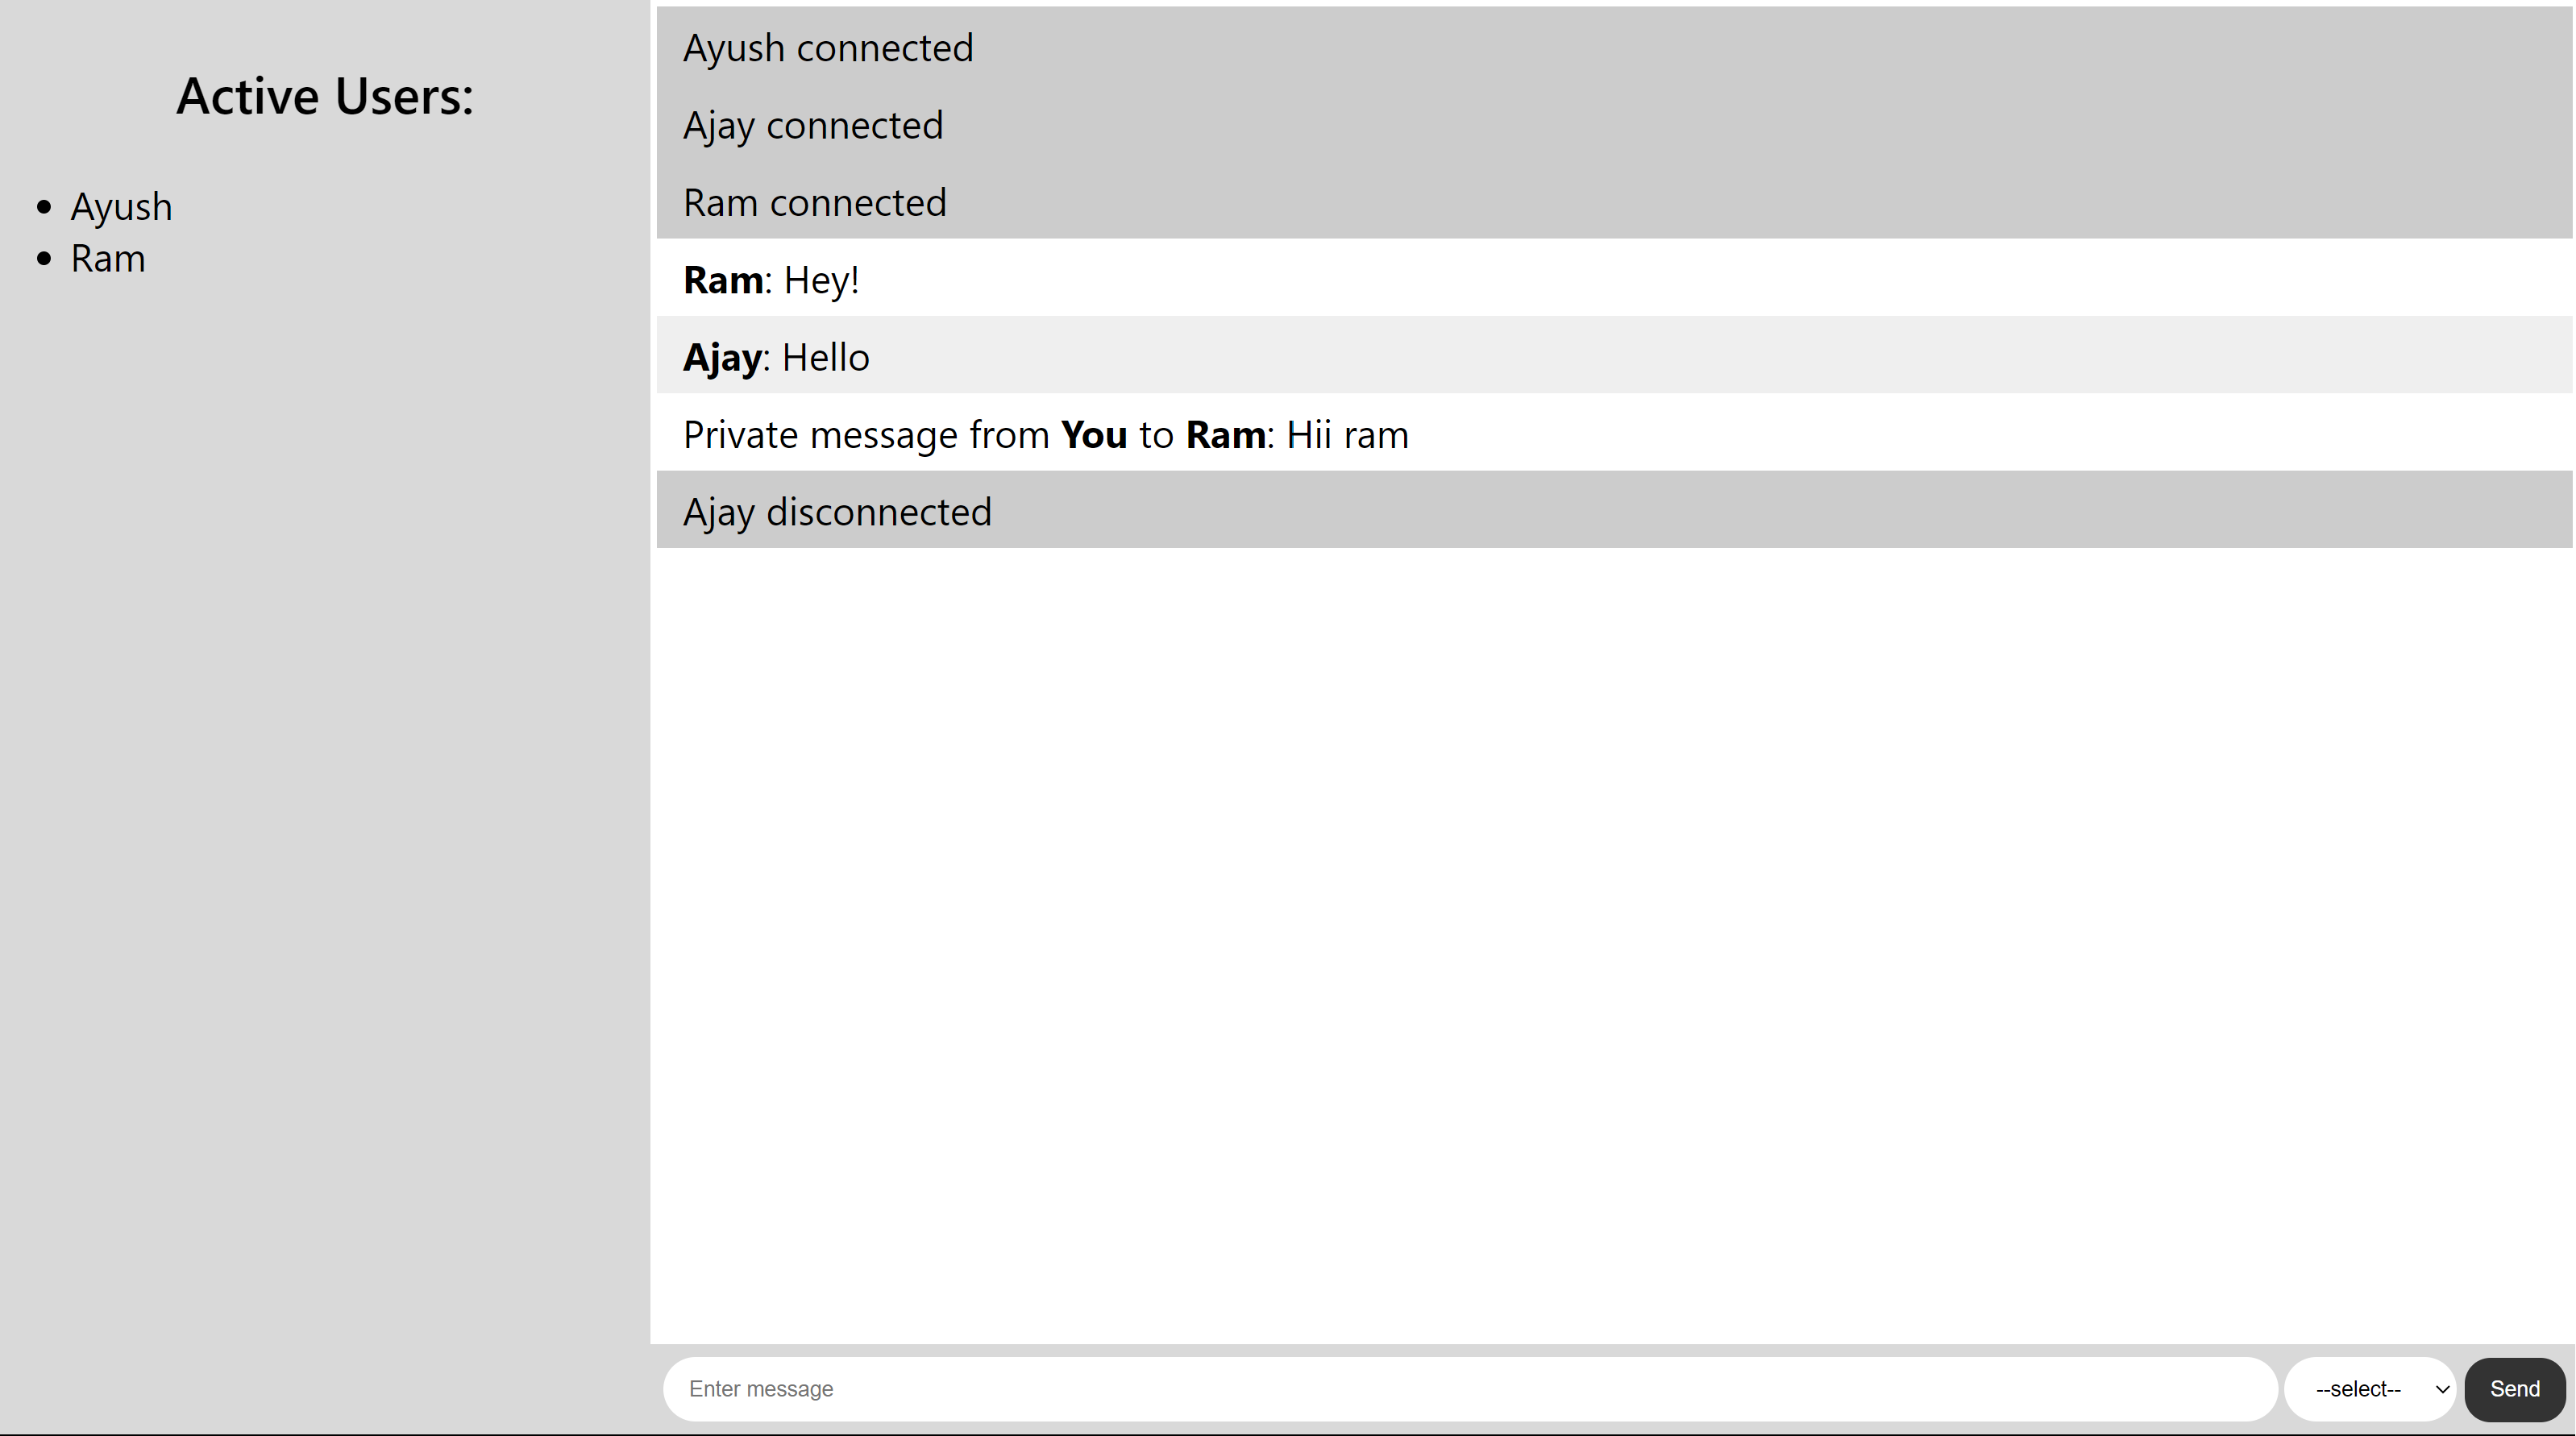 Active Users:
Ayush
Ram
Ayush connected
Ajay connected
Ram connected
Ram: Hey!
Ajay: Hello
Private message from You to Ram: Hii ram
Ajay disconnected
Enter message
--select--
Send